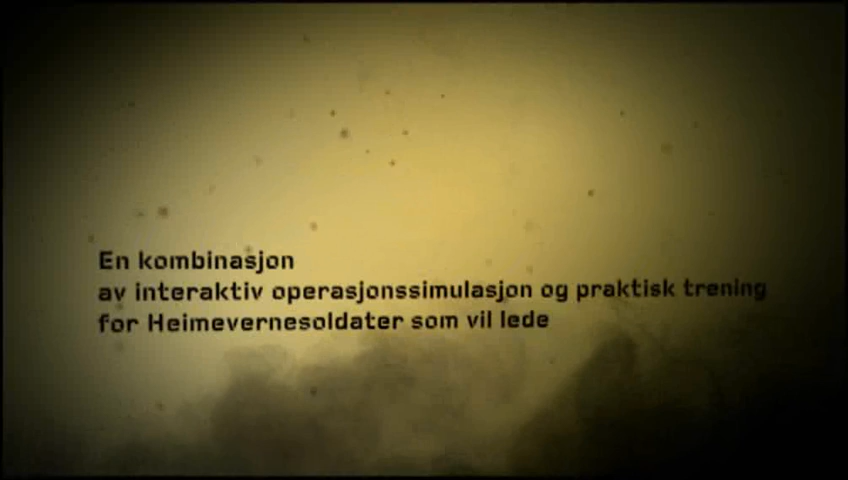 En kombinasjon
av interaktiv operasjonssimulasjon og praktisk trening
for Heimevernesoldater som vil lede